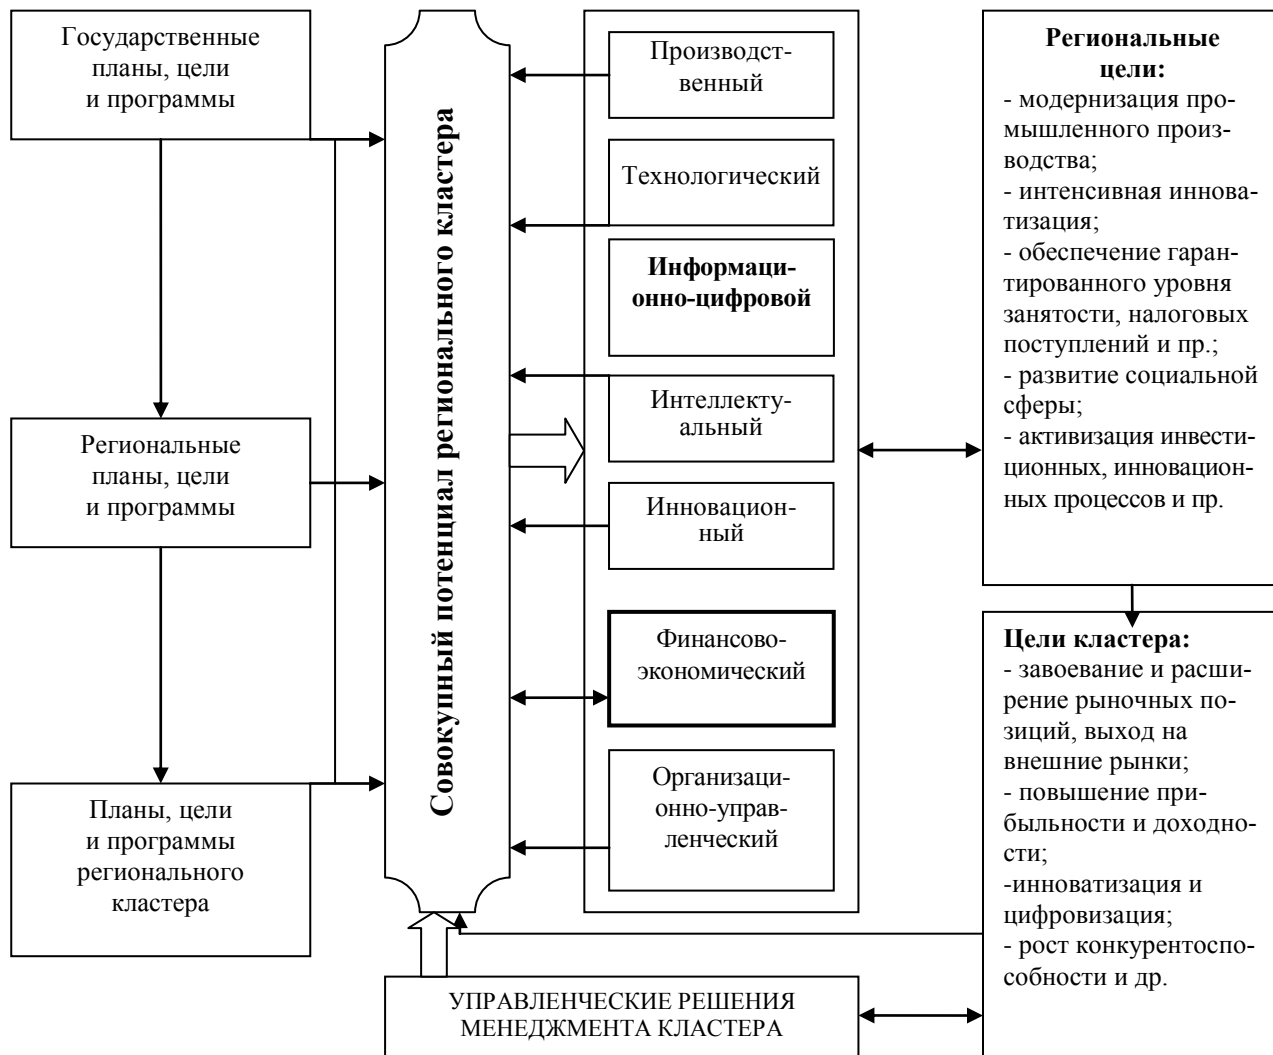 Государственные
планы, цели
и программы
Региональные
планы, цели
и программы
Планы, цели
и программы
регионального
кластера
Совокупный потенциал регионального кластера
Производст-
венный
Технологический
Информаци-
онно-цифровой
Интеллекту-
альный
Инновацион-
ный
Финансово-
экономический
Организаци-
онно-управ-
ленческий
Региональные
цели:
- модернизация про-
мышленного произ-
водства;
- интенсивная иннова-
тизация;
- обеспечение гаран-
тированного уровня
занятости, налоговых
поступлений и пр.;
- развитие социальной
сферы;
- активизация инвести-
ционных, инновацион-
ных процессов и пр.
Цели кластера:
- завоевание и расши-
рение рыночных по-
зиций, выход на
внешние рынки;
- повышение при-
быльности и доходно-
сти;
-инноватизация и
цифровизация;
- рост конкурентоспо-
собности и др.
УПРАВЛЕНЧЕСКИЕ РЕШЕНИЯ
МЕНЕДЖМЕНТА КЛАСТЕРА